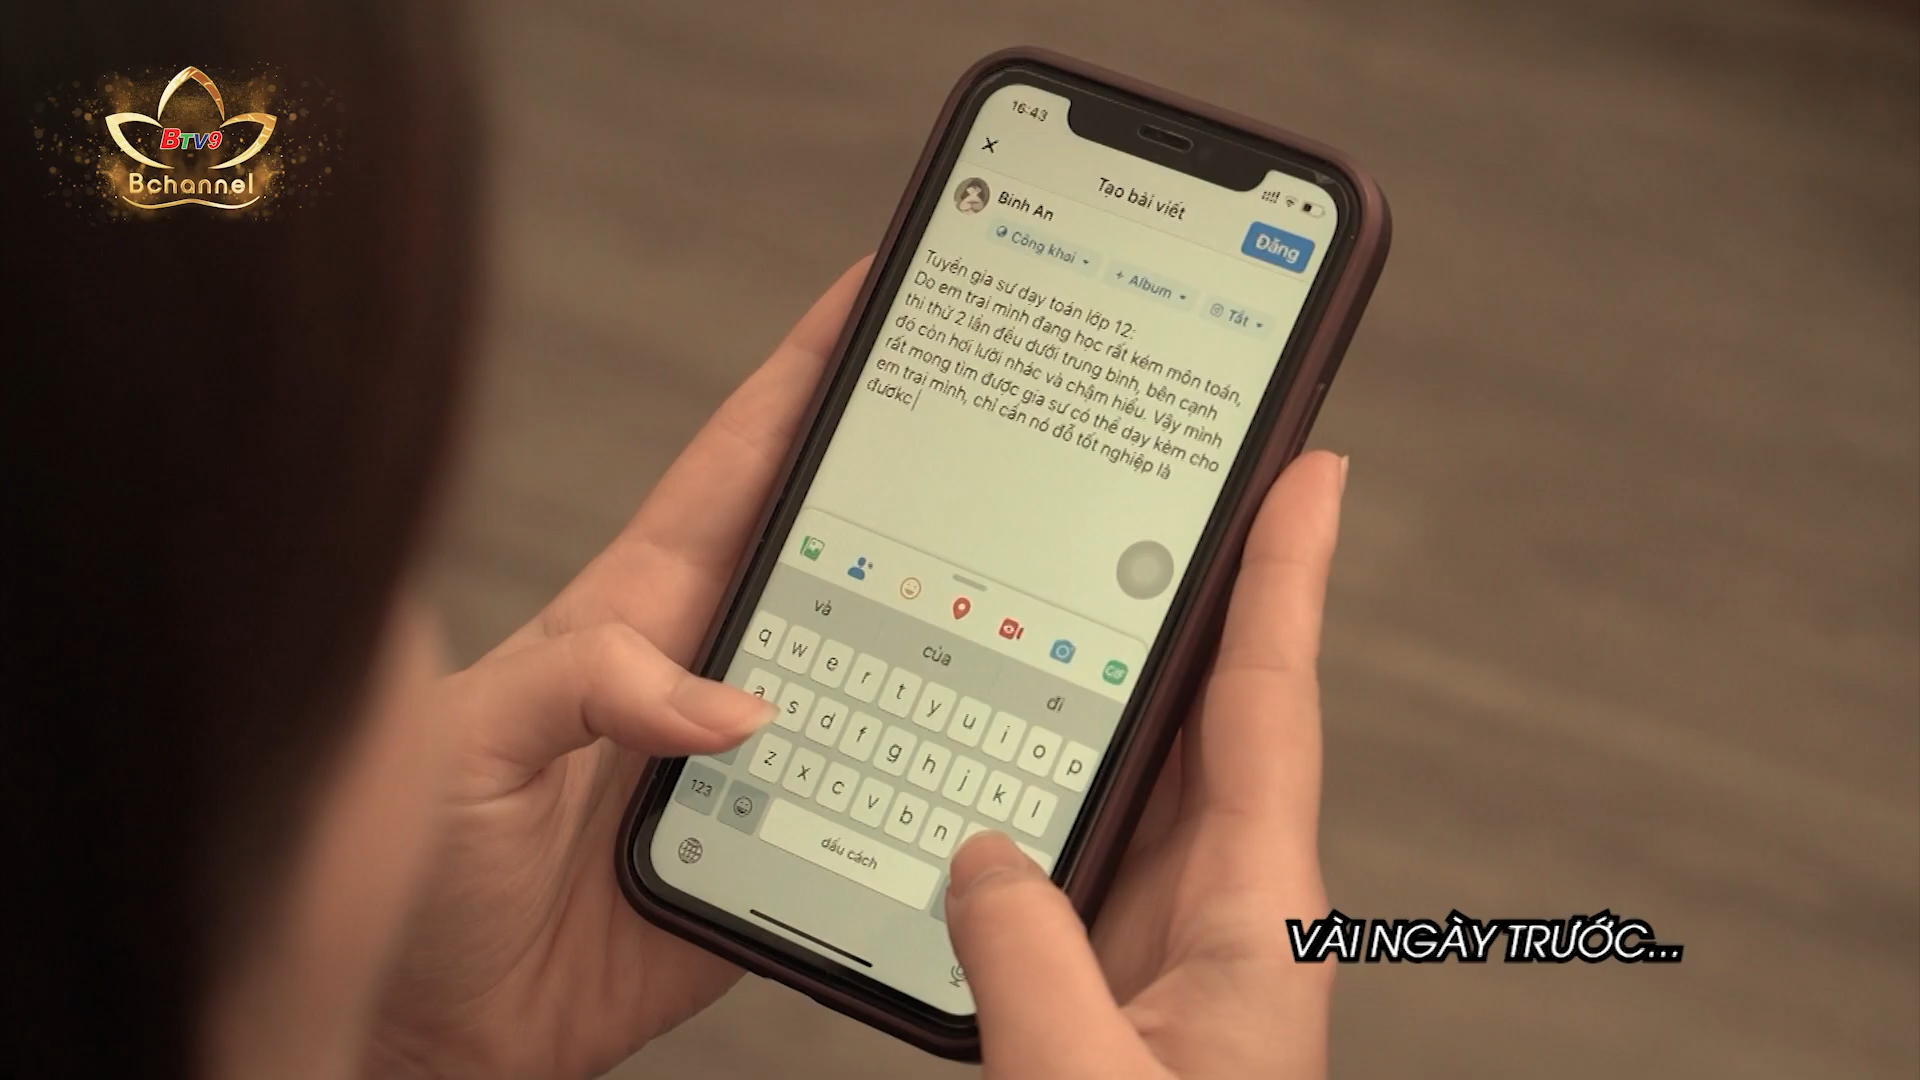 BTV9
Bchannel
16:43
Tạo bài viết
Bình An
Đăng
Công khai
+ Album
Tắt
Tuyển gia sư dạy toán lớp 12:
Do em trai mình đang học rất kém môn toán,
thi thử 2 lần đều dưới trung bình, bên cạnh
đó còn hơi lười nhác và chậm hiểu. Vậy mình
rất mong tìm được gia sư có thể dạy kèm cho
em trai mình, chỉ cần nó đỗ tốt nghiệp là
đươkc
GIF
và của đi
q w e r t y u i o p
a s d f g h j k l
z x c v b n
123 dấu cách
VÀI NGÀY TRƯỚC...